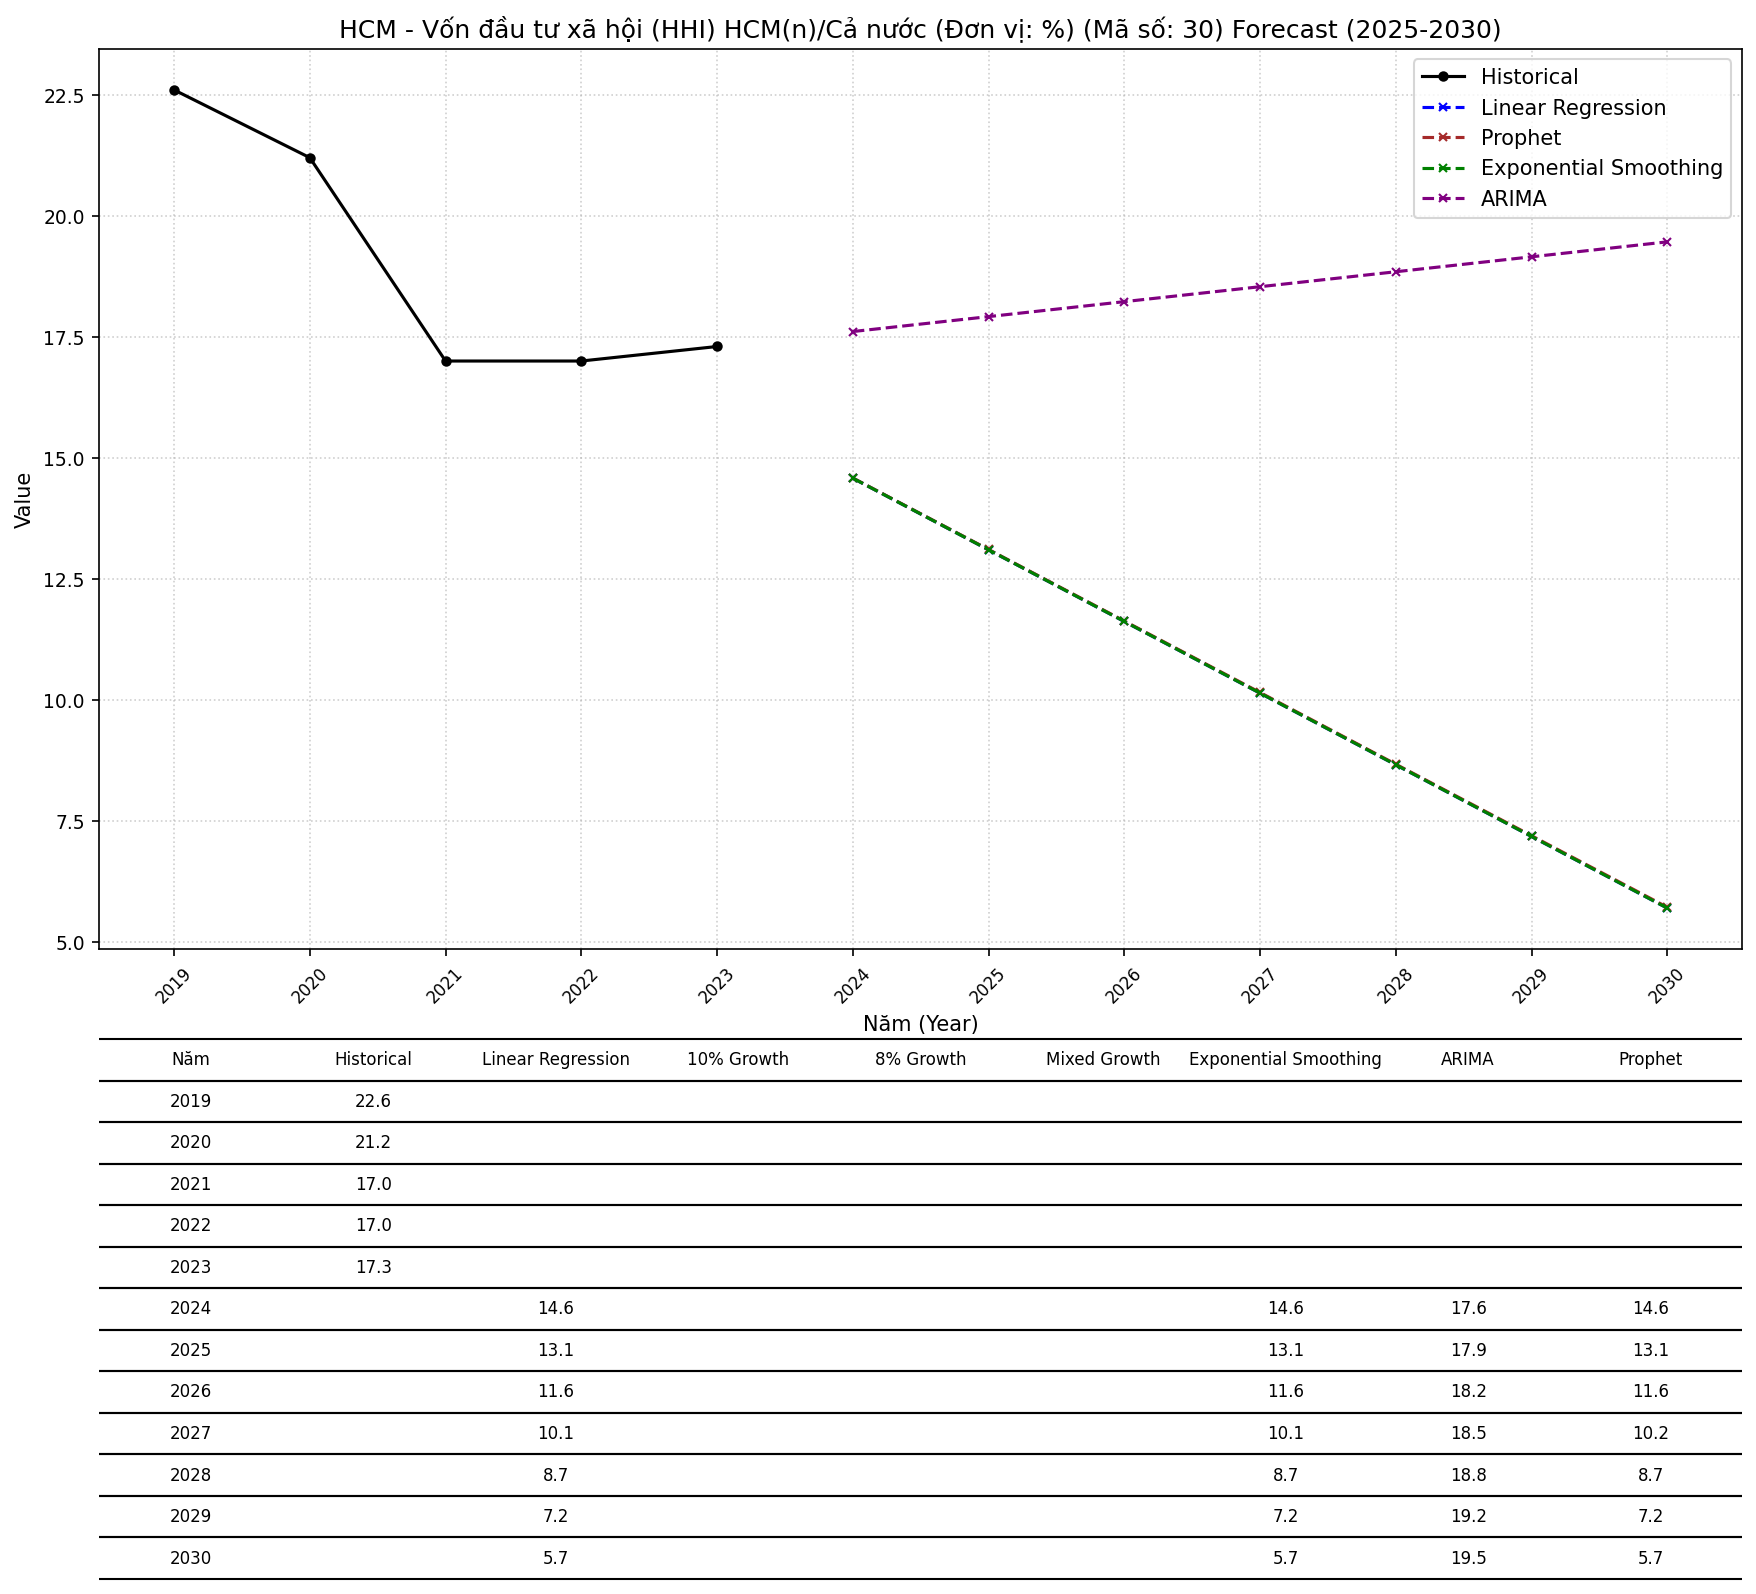 HCM - Vốn đầu tư xã hội (HHI) HCM(n)/Cả nước (Đơn vị: %) (Mã số: 30) Forecast (2025-2030)
Historical
Linear Regression
Prophet
Exponential Smoothing
ARIMA
Value
22.5
20.0
17.5
15.0
12.5
10.0
7.5
5.0
2019 2020 2021 2022 2023 2024 2025 2026 2027 2028 2029 2030
Năm (Year)
Năm Historical Linear Regression 10% Growth 8% Growth Mixed Growth Exponential Smoothing ARIMA Prophet
2019 22.6
2020 21.2
2021 17.0
2022 17.0
2023 17.3
2024 14.6 14.6 17.6 14.6
2025 13.1 13.1 17.9 13.1
2026 11.6 11.6 18.2 11.6
2027 10.1 10.1 18.5 10.2
2028 8.7 8.7 18.8 8.7
2029 7.2 7.2 19.2 7.2
2030 5.7 5.7 19.5 5.7